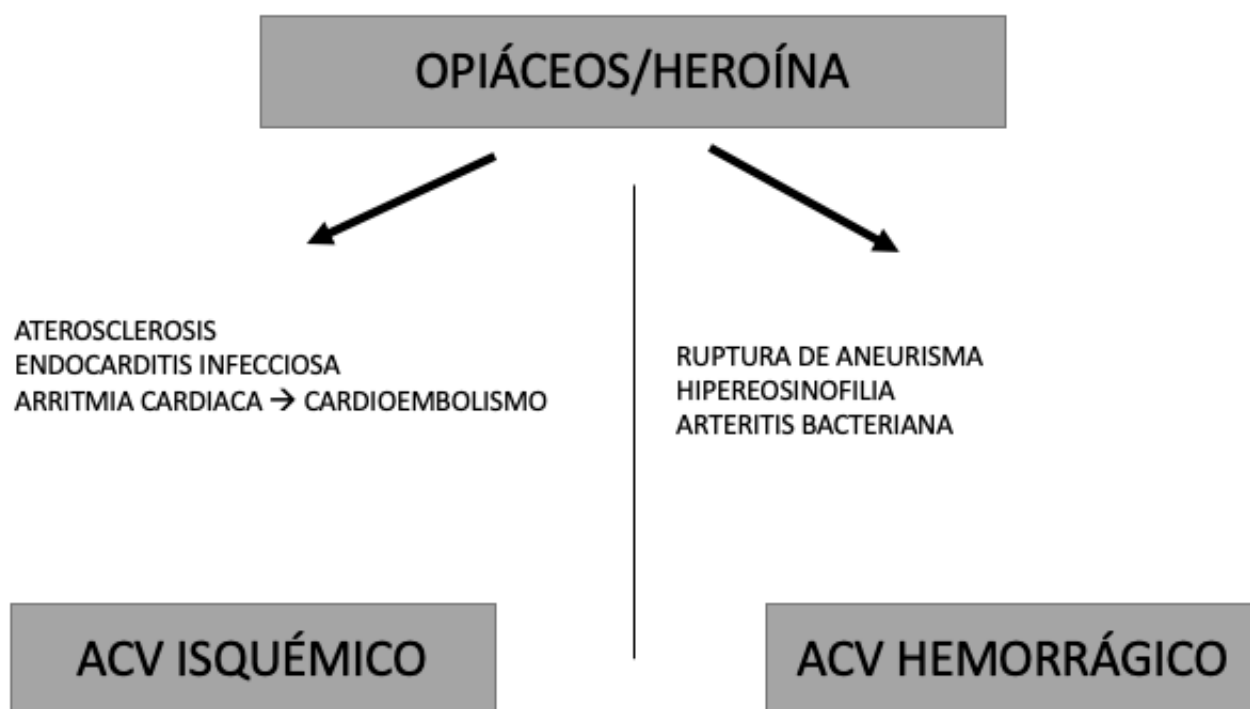 OPIÁCEOS/HEROÍNA
ATEROSCLEROSIS
ENDOCARDITIS INFECCIOSA
ARRITMIA CARDIACA → CARDIOEMBOLISMO
RUPTURA DE ANEURISMA
HIPEREOSINOFILIA
ARTERITIS BACTERIANA
ACV ISQUÉMICO
ACV HEMORRÁGICO